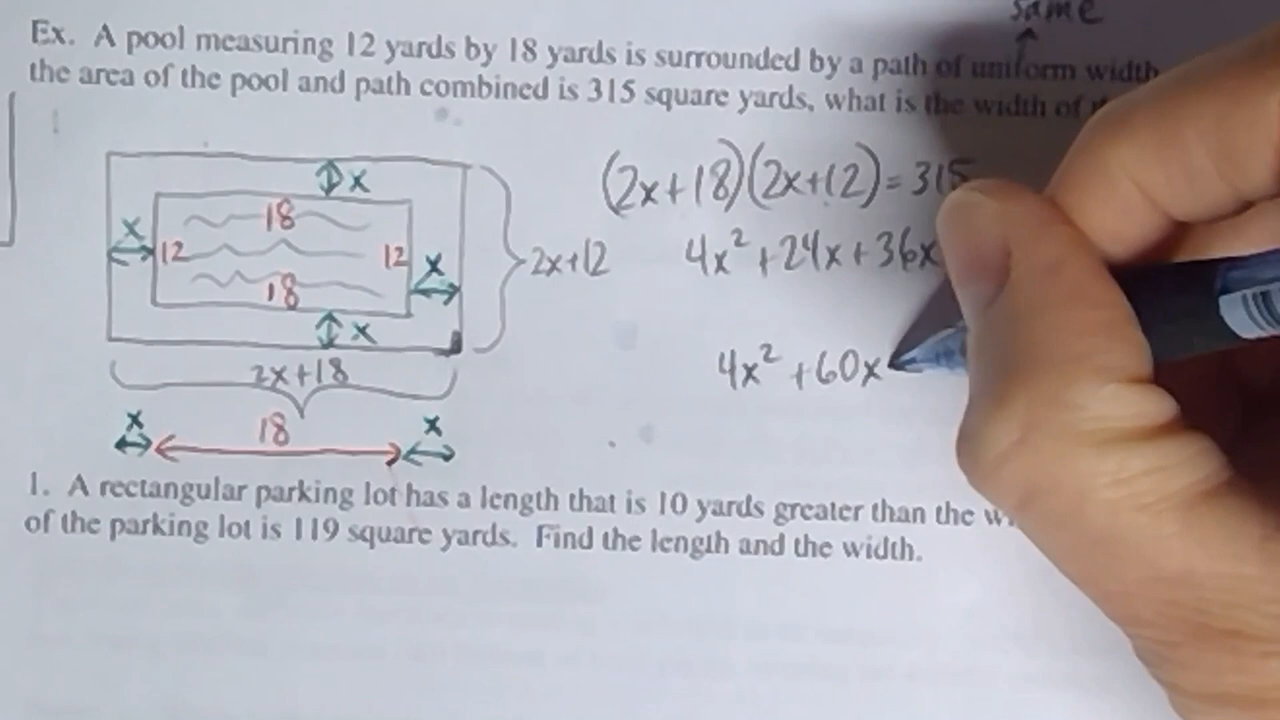 same
Ex. A pool measuring 12 yards by 18 yards is surrounded by a path of uniform width
the area of the pool and path combined is 315 square yards, what is the width of
(2x+18)(2x+12)=315
x
18
x
12
12
x
2x+12
4x²+24x+36x
18
x
2x+18
4x²+60x
x
18
x
1. A rectangular parking lot has a length that is 10 yards greater than the
of the parking lot is 119 square yards. Find the length and the width.